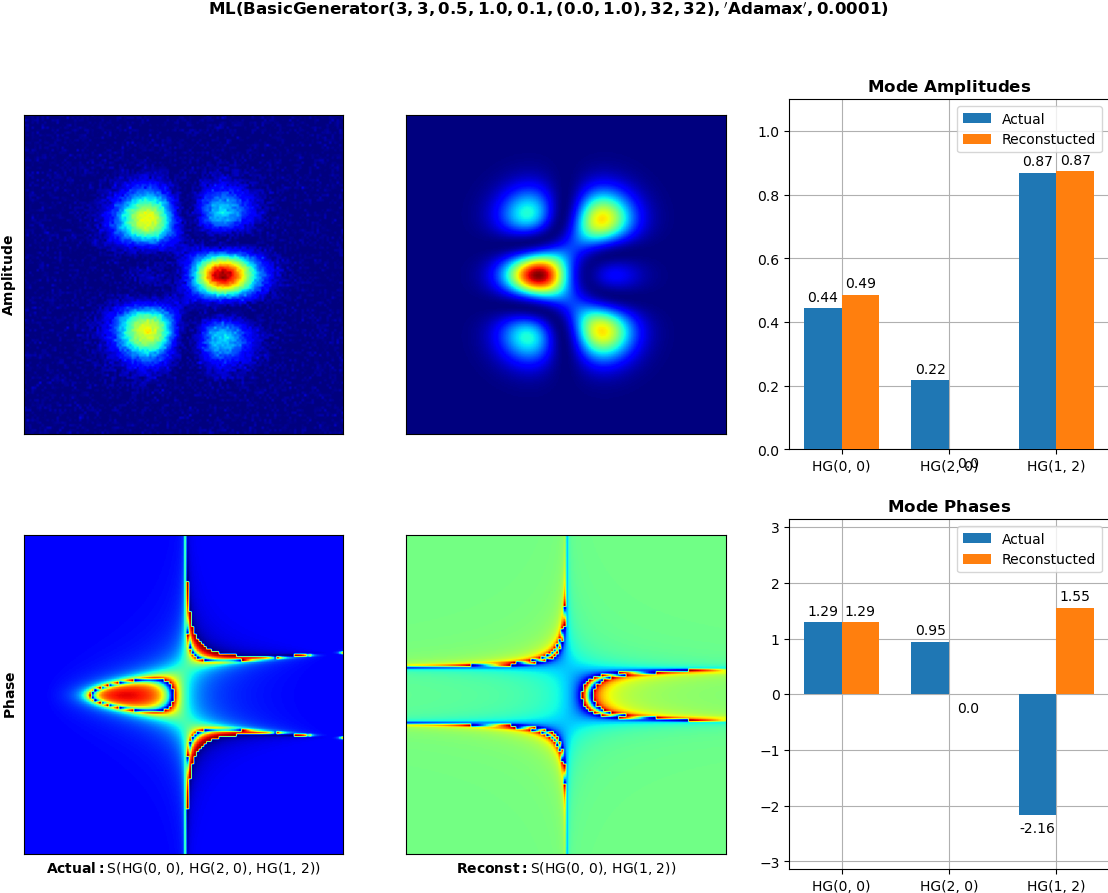 ML(BasicGenerator(3, 3, 0.5, 1.0, 0.1, (0.0, 1.0), 32, 32), ′Adamax′, 0.0001)
Mode Amplitudes
Actual
Reconstucted
1.0
0.8
0.6
0.4
0.2
0.0
0.44
0.49
0.22
0.0
0.87
0.87
HG(0, 0)
HG(2, 0)
HG(1, 2)
Amplitude
Mode Phases
Actual
Reconstucted
3
2
1
0
−1
−2
−3
1.29
1.29
0.95
0.0
-2.16
1.55
HG(0, 0)
HG(2, 0)
HG(1, 2)
Phase
Actual: S(HG(0, 0), HG(2, 0), HG(1, 2))
Reconst: S(HG(0, 0), HG(1, 2))